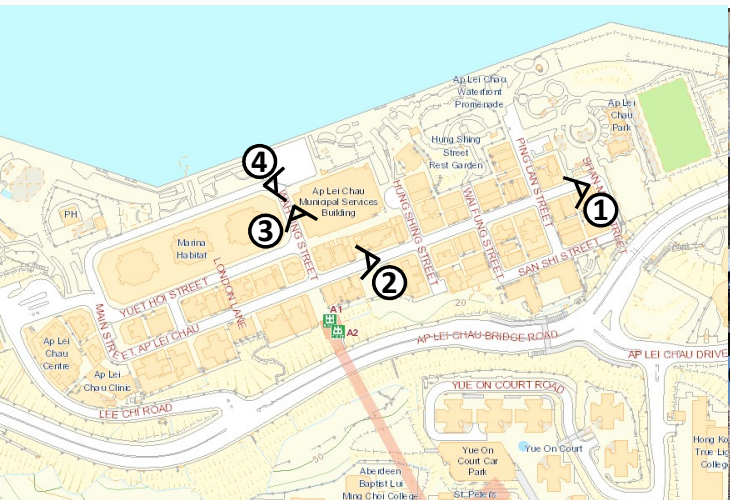 Ap Lei Chau
Waterfront
Promenade
Ap Lei
Chau
Park
Hung Shing
Street
Rest Garden
PING LAN STREET
4
Ap Lei Chau
Municipal Services
Building
HUNG SHING STREET
WAI FUNG STREET
1
PH
3
Marina
Habitat
SAN SHI STREET
2
LONDON LANE
YUET HOI STREET
20
A1
A2
MAIN STREET AP LEI CHAU
AP LEI CHAU BRIDGE ROAD
AP LEI CHAU DRIVE
Ap Lei
Chau
Centre
Ap Lei
Chau Clinic
LEE CHI ROAD
YUE ON COURT ROAD
50
Yue On
Court Car
Park
Yue On Court
Hong Ko
True Lig
Colleg
Aberdeen
Baptist Lui
Ming Choi College
St. Peter's